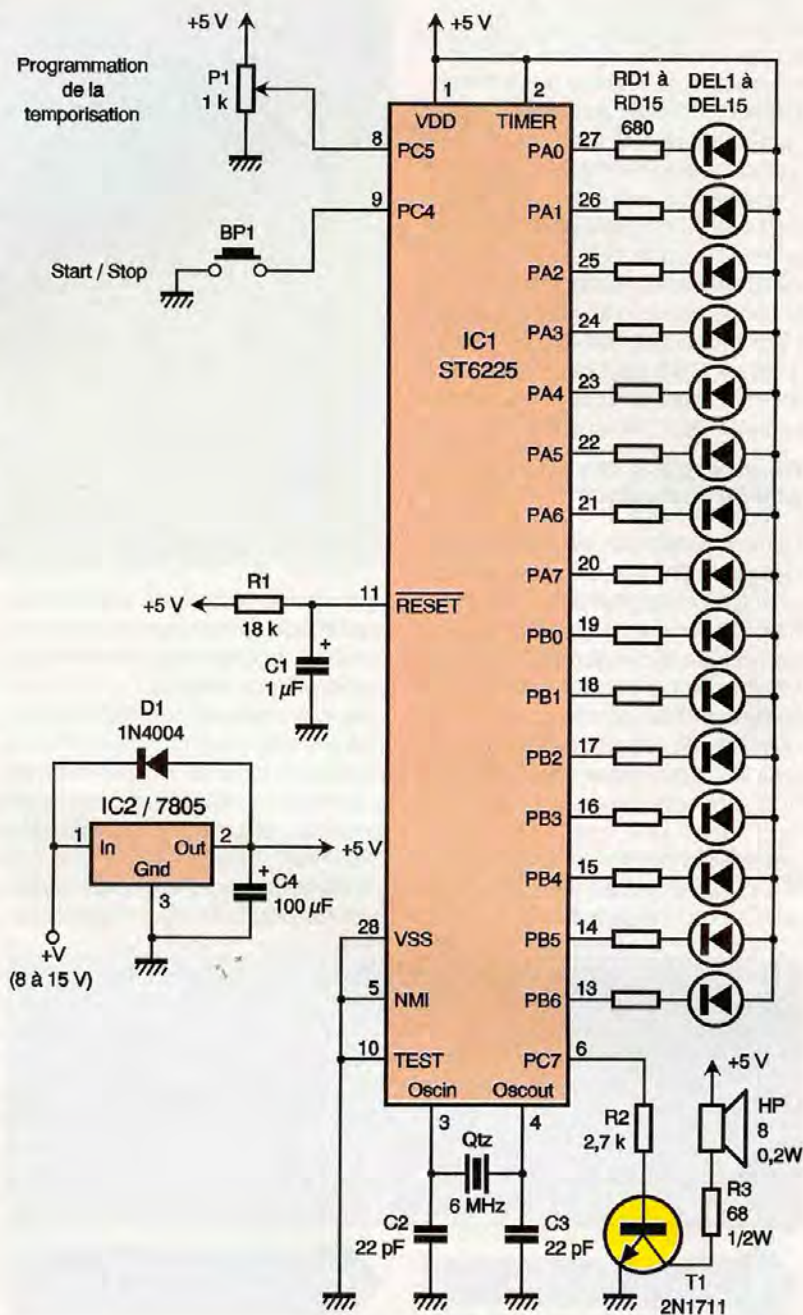 +5 V
+5 V
Programmation
de la
temporisation
P1
1 k
1
2
VDD
TIMER
RD1 à
RD15
680
DEL1 à
DEL15
8
PC5
PA0
27
9
PC4
PA1
26
BP1
Start / Stop
PA2
25
PA3
24
IC1
ST6225
PA4
23
PA5
22
PA6
21
PA7
20
R1
+5 V
18 k
11
RESET
C1
+
1 µF
PB0
19
PB1
18
PB2
17
PB3
16
PB4
15
PB5
14
PB6
13
D1
1N4004
IC2 / 7805
1
In
Out
2
Gnd
3
+5 V
+
C4
100 µF
+V
(8 à 15 V)
28
VSS
5
NMI
10
TEST
PC7
6
Oscin
Oscout
3
4
Qtz
6 MHz
C2
22 pF
C3
22 pF
R2
2,7 k
+5 V
HP
8
0,2W
R3
68
1/2W
T1
2N1711